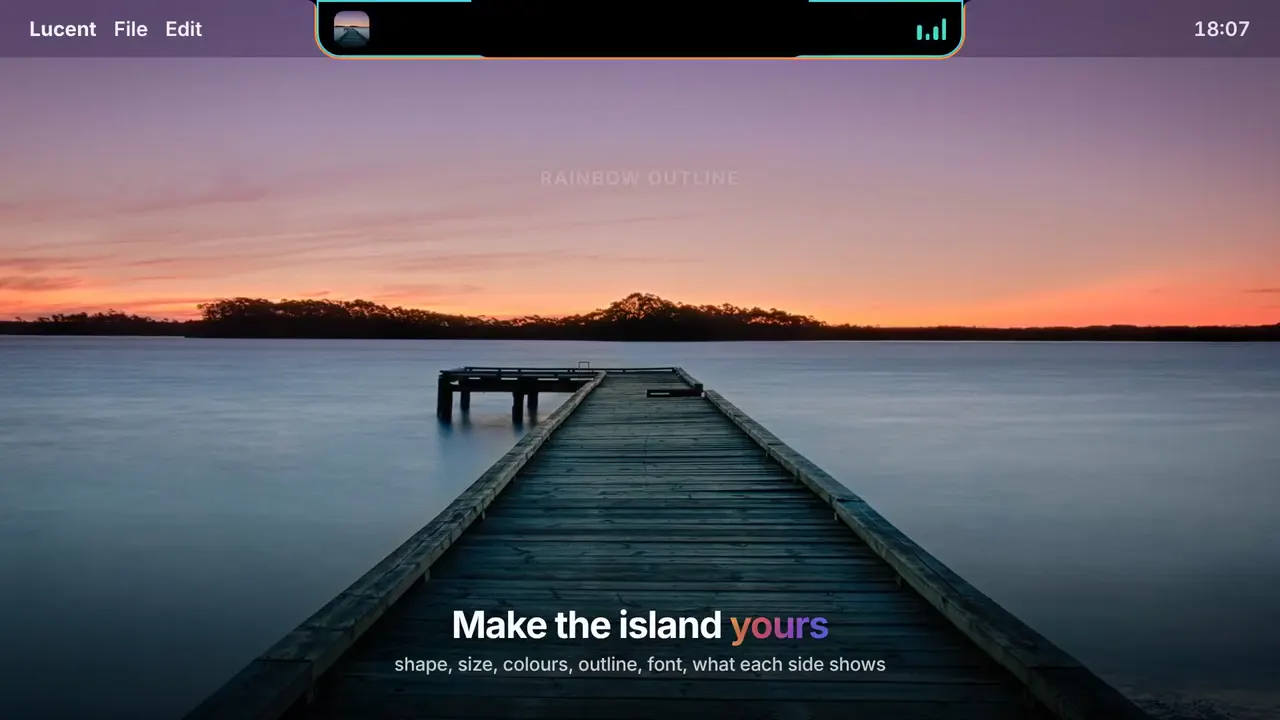 Lucent File Edit 18:07
RAINBOW OUTLINE
Make the island yours
shape, size, colours, outline, font, what each side shows